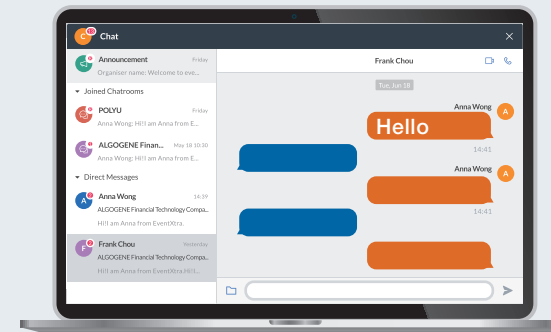 C
Chat
Announcement
Friday
Organiser name: Welcome to eve...
Joined Chatrooms
POLYU
Friday
Anna Wong: Hi!I am Anna from E...
ALGOGENE Finan...
May 18 10:30
Anna Wong: Hi!I am Anna from E...
Direct Messages
A
Anna Wong
14:39
ALGOGENE Financial Technology Compa...
Hi!I am Anna from EventXtra.
F
Frank Chou
Yesterday
ALGOGENE Financial Technology Compa...
Hi!I am Anna from EventXtra.Hi!I...
Frank Chou
Tue, Jun 18
Anna Wong
A
Hello
14:41
Anna Wong
A
14:41